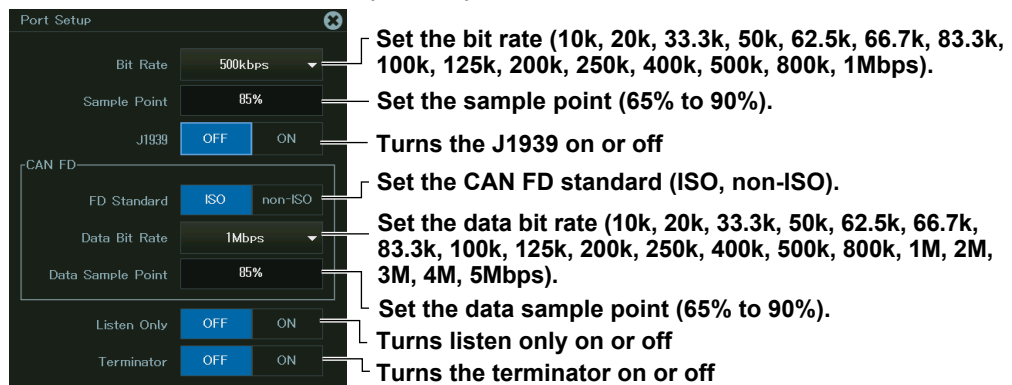 Port Setup
Bit Rate 500kbps
Set the bit rate (10k, 20k, 33.3k, 50k, 62.5k, 66.7k, 83.3k,
100k, 125k, 200k, 250k, 400k, 500k, 800k, 1Mbps).
Sample Point 85%
Set the sample point (65% to 90%).
J1939 OFF ON
Turns the J1939 on or off
CAN FD
FD Standard ISO non-ISO
Set the CAN FD standard (ISO, non-ISO).
Data Bit Rate 1Mbps
Set the data bit rate (10k, 20k, 33.3k, 50k, 62.5k, 66.7k,
83.3k, 100k, 125k, 200k, 250k, 400k, 500k, 800k, 1M, 2M,
3M, 4M, 5Mbps).
Data Sample Point 85%
Set the data sample point (65% to 90%).
Listen Only OFF ON
Turns listen only on or off
Terminator OFF ON
Turns the terminator on or off